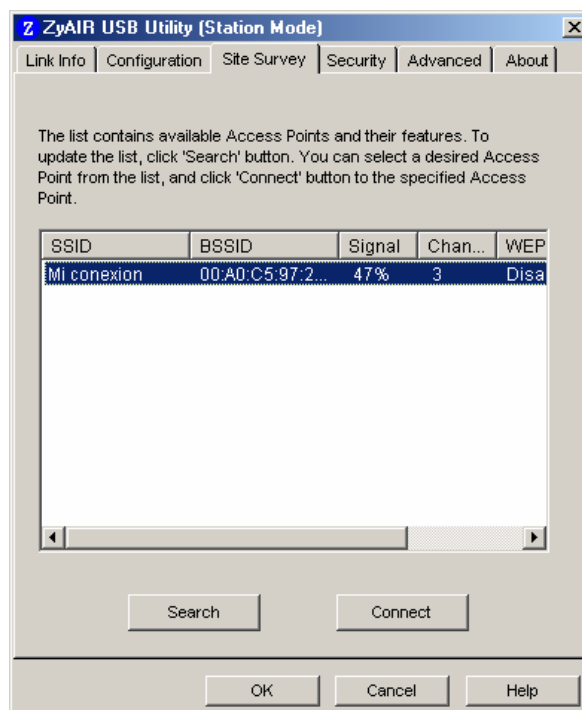 Z ZyAIR USB Utility (Station Mode)
Link Info Configuration Site Survey Security Advanced About
The list contains available Access Points and their features. To
update the list, click 'Search' button. You can select a desired Access
Point from the list, and click 'Connect' button to the specified Access
Point.
SSID BSSID Signal Chan... WEP
Mi conexion 00:A0:C5:97:2... 47% 3 Disa
Search Connect
OK Cancel Help